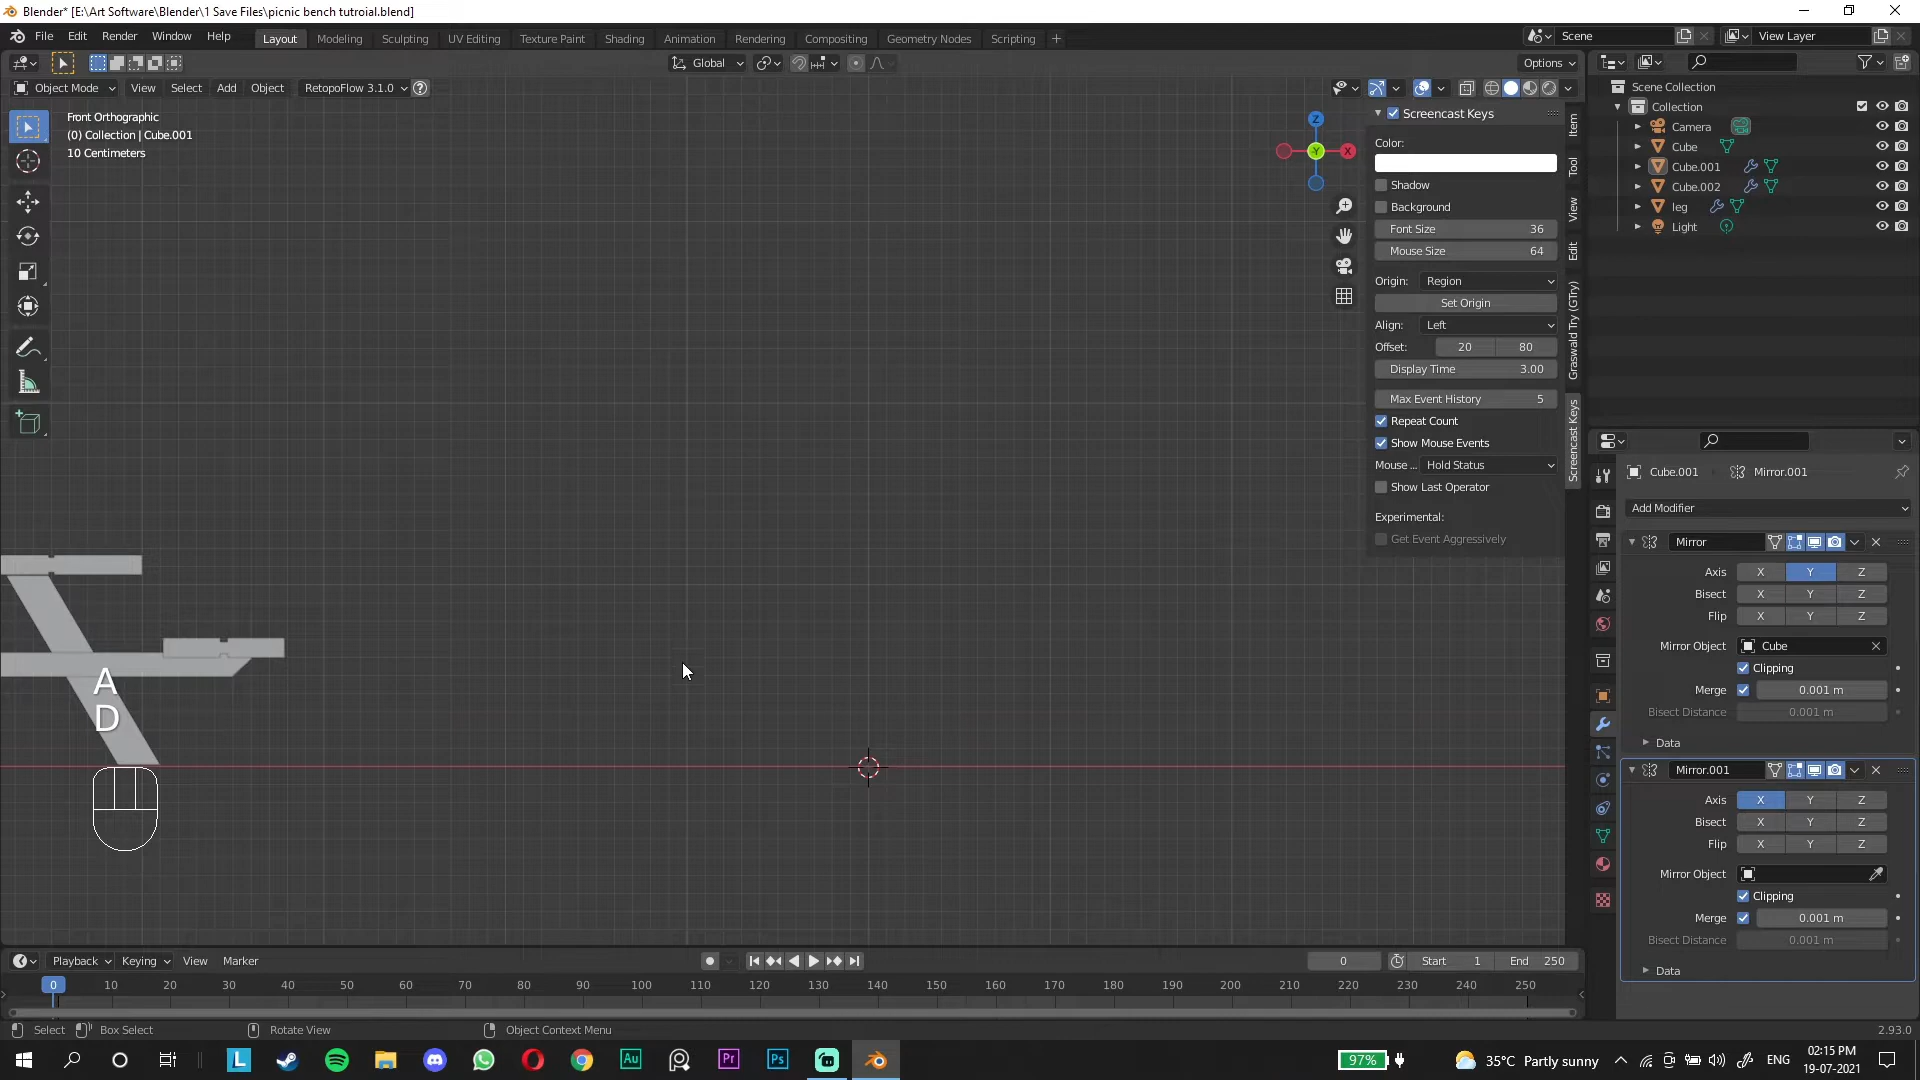 Blender* [E:\Art Software\Blender\1 Save Files\picnic bench tutroial.blend]
File Edit Render Window Help Layout Modeling Sculpting UV Editing Texture Paint Shading Animation Rendering Compositing Geometry Nodes Scripting + Scene View Layer
Global Options
Object Mode View Select Add Object RetopoFlow 3.1.0 ?
Front Orthographic
(0) Collection | Cube.001
10 Centimeters
Z
Y
X
Screencast Keys
Color:
Shadow
Background
Font Size 36
Mouse Size 64
Origin: Region
Set Origin
Align: Left
Offset: 20 80
Display Time 3.00
Max Event History 5
Repeat Count
Show Mouse Events
Mouse ... Hold Status
Show Last Operator
Experimental:
Get Event Aggressively
Item
Tool
View
Edit
Graswald Try (GTry)
Screencast Keys
Scene Collection
Collection
Camera
Cube
Cube.001
Cube.002
leg
Light
Cube.001 Mirror.001
Add Modifier
Mirror
Axis X Y Z
Bisect X Y Z
Flip X Y Z
Mirror Object Cube
Clipping
Merge 0.001 m
Bisect Distance 0.001 m
Data
Mirror.001
Axis X Y Z
Bisect X Y Z
Flip X Y Z
Mirror Object
Clipping
Merge 0.001 m
Bisect Distance 0.001 m
Data
A
D
Playback Keying View Marker 0 Start 1 End 250
0 10 20 30 40 50 60 70 80 90 100 110 120 130 140 150 160 170 180 190 200 210 220 230 240 250
Select Box Select Rotate View Object Context Menu 2.93.0
L Au Pr Ps 97% 35°C Partly sunny ENG 02:15 PM
19-07-2021